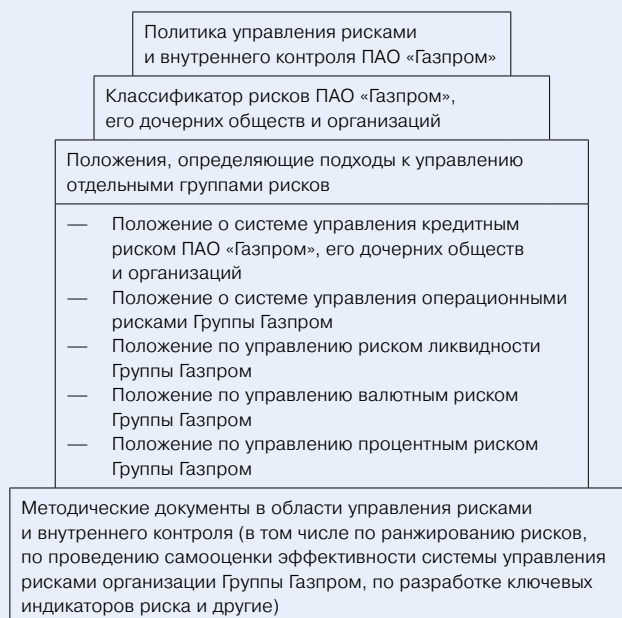 Политика управления рисками
и внутреннего контроля ПАО «Газпром»
Классификатор рисков ПАО «Газпром»,
его дочерних обществ и организаций
Положения, определяющие подходы к управлению
отдельными группами рисков
— Положение о системе управления кредитным
риском ПАО «Газпром», его дочерних обществ
и организаций
— Положение о системе управления операционными
рисками Группы Газпром
— Положение по управлению риском ликвидности
Группы Газпром
— Положение по управлению валютным риском
Группы Газпром
— Положение по управлению процентным риском
Группы Газпром
Методические документы в области управления рисками
и внутреннего контроля (в том числе по ранжированию рисков,
по проведению самооценки эффективности системы управления
рисками организации Группы Газпром, по разработке ключевых
индикаторов риска и другие)